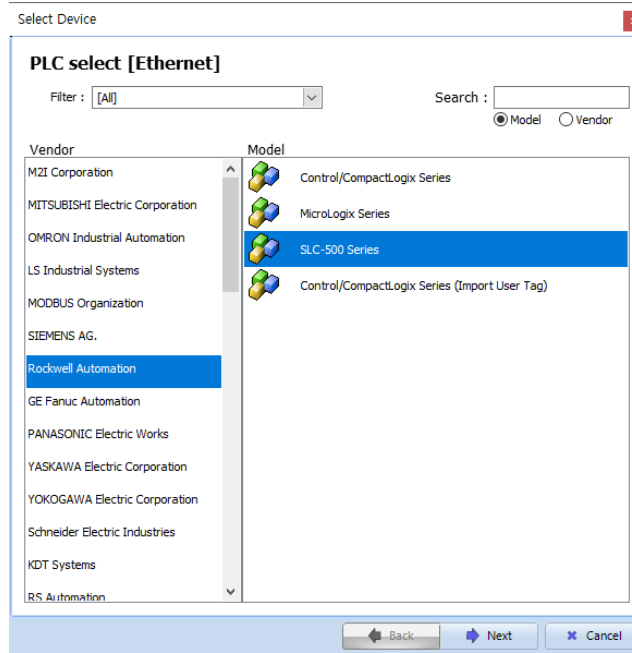 Select Device
PLC select [Ethernet]
Filter : [All]
Search :
Model Vendor
Vendor
M2I Corporation
MITSUBISHI Electric Corporation
OMRON Industrial Automation
LS Industrial Systems
MODBUS Organization
SIEMENS AG.
Rockwell Automation
GE Fanuc Automation
PANASONIC Electric Works
YASKAWA Electric Corporation
YOKOGAWA Electric Corporation
Schneider Electric Industries
KDT Systems
RS Automation
Model
Control/CompactLogix Series
MicroLogix Series
SLC-500 Series
Control/CompactLogix Series (Import User Tag)
Back Next Cancel